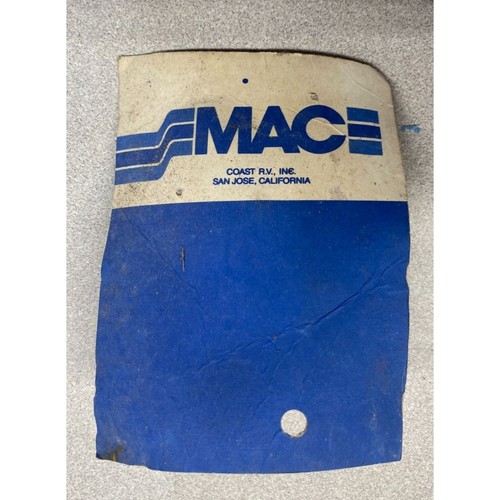 MAC
COAST R.V., INC.
SAN JOSE, CALIFORNIA